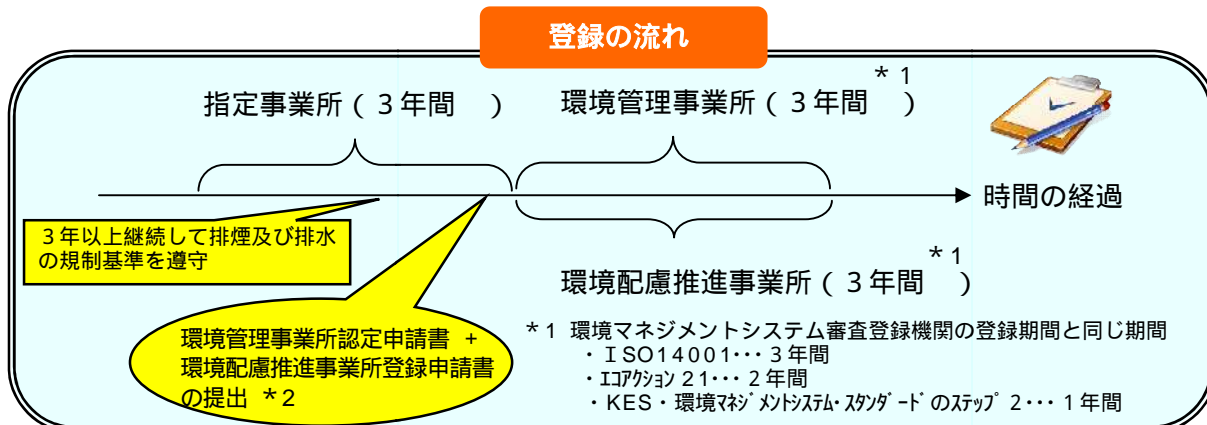 登録の流れ
指定事業所(3年間　)
環境管理事業所(3年間*1)
時間の経過
3年以上継続して排煙及び排水
の規制基準を遵守
環境配慮推進事業所(3年間*1)
環境管理事業所認定申請書 +
環境配慮推進事業所登録申請書
の提出 *2
*1 環境マネジメントシステム審査登録機関の登録期間と同じ期間
・ISO14001・・・3年間
・エコアクション21・・・2年間
・KES・環境マネジメントシステム・スタンダードのステップ2・・・1年間